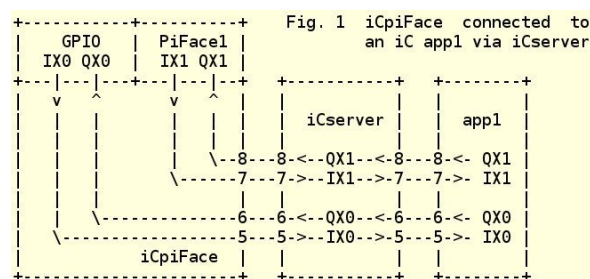 +-----------+----------+   Fig. 1  iCpiFace  connected  to
|    GPIO   |  PiFace1 |           an iC app1 via iCserver
|  IX0 QX0  |  IX1 QX1 |
+---|---|---+---|---|--+   +-----------+   +--------+
|   v   ^       v   ^  |   |           |   |        |
|   |   |       |   |  |   |  iCserver |   |  app1  |
|   |   |       |   |  |   |           |   |        |
|   |   |       |   \--8---8-<--QX1--<-8---8-<- QX1 |
|   |   |       \------7---7->--IX1-->-7---7->- IX1 |
|   |   |              |   |           |   |        |
|   |   \--------------6---6-<--QX0--<-6---6-<- QX0 |
|   \------------------5---5->--IX0-->-5---5->- IX0 |
|            iCpiFace  |   |           |   |        |
+----------------------+   +-----------+   +--------+